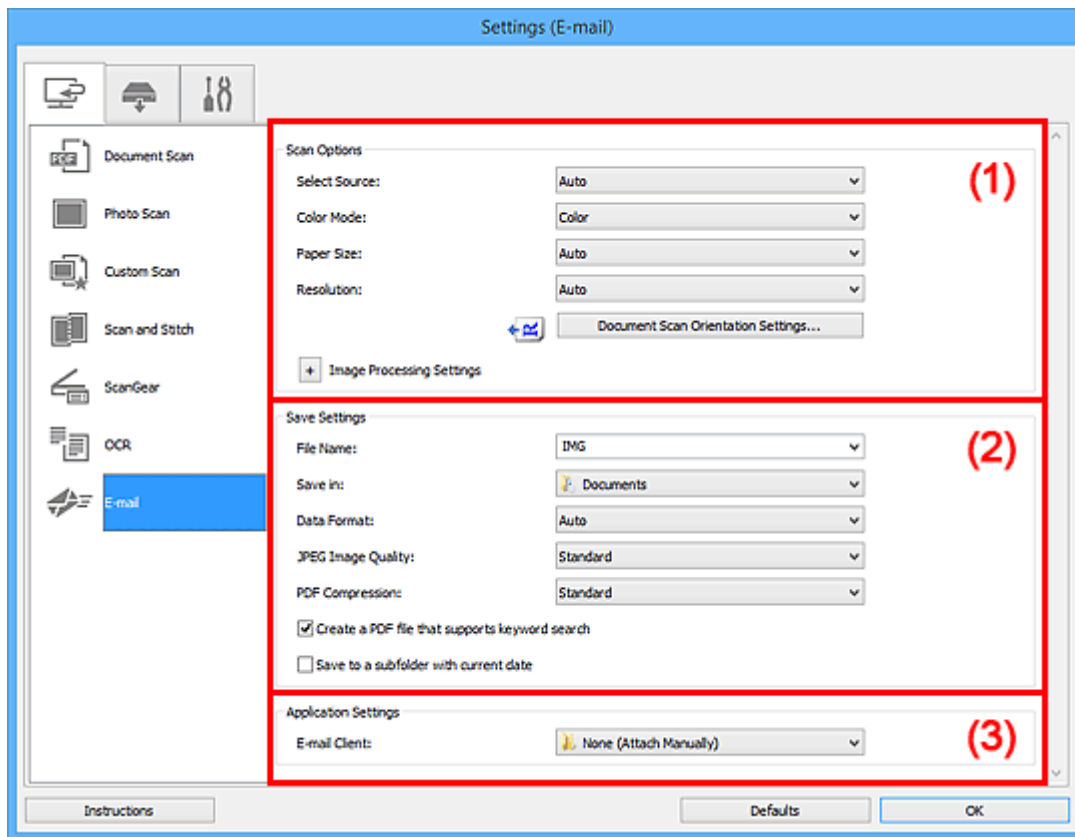 Settings (E-mail)
Document Scan
Photo Scan
Custom Scan
Scan and Stitch
ScanGear
OCR
E-mail
Scan Options
(1)
Select Source: Auto
Color Mode: Color
Paper Size: Auto
Resolution: Auto
Document Scan Orientation Settings...
+ Image Processing Settings
Save Settings
(2)
File Name: IMG
Save in: Documents
Data Format: Auto
JPEG Image Quality: Standard
PDF Compression: Standard
Create a PDF file that supports keyword search
Save to a subfolder with current date
Application Settings
(3)
E-mail Client: None (Attach Manually)
Instructions Defaults OK